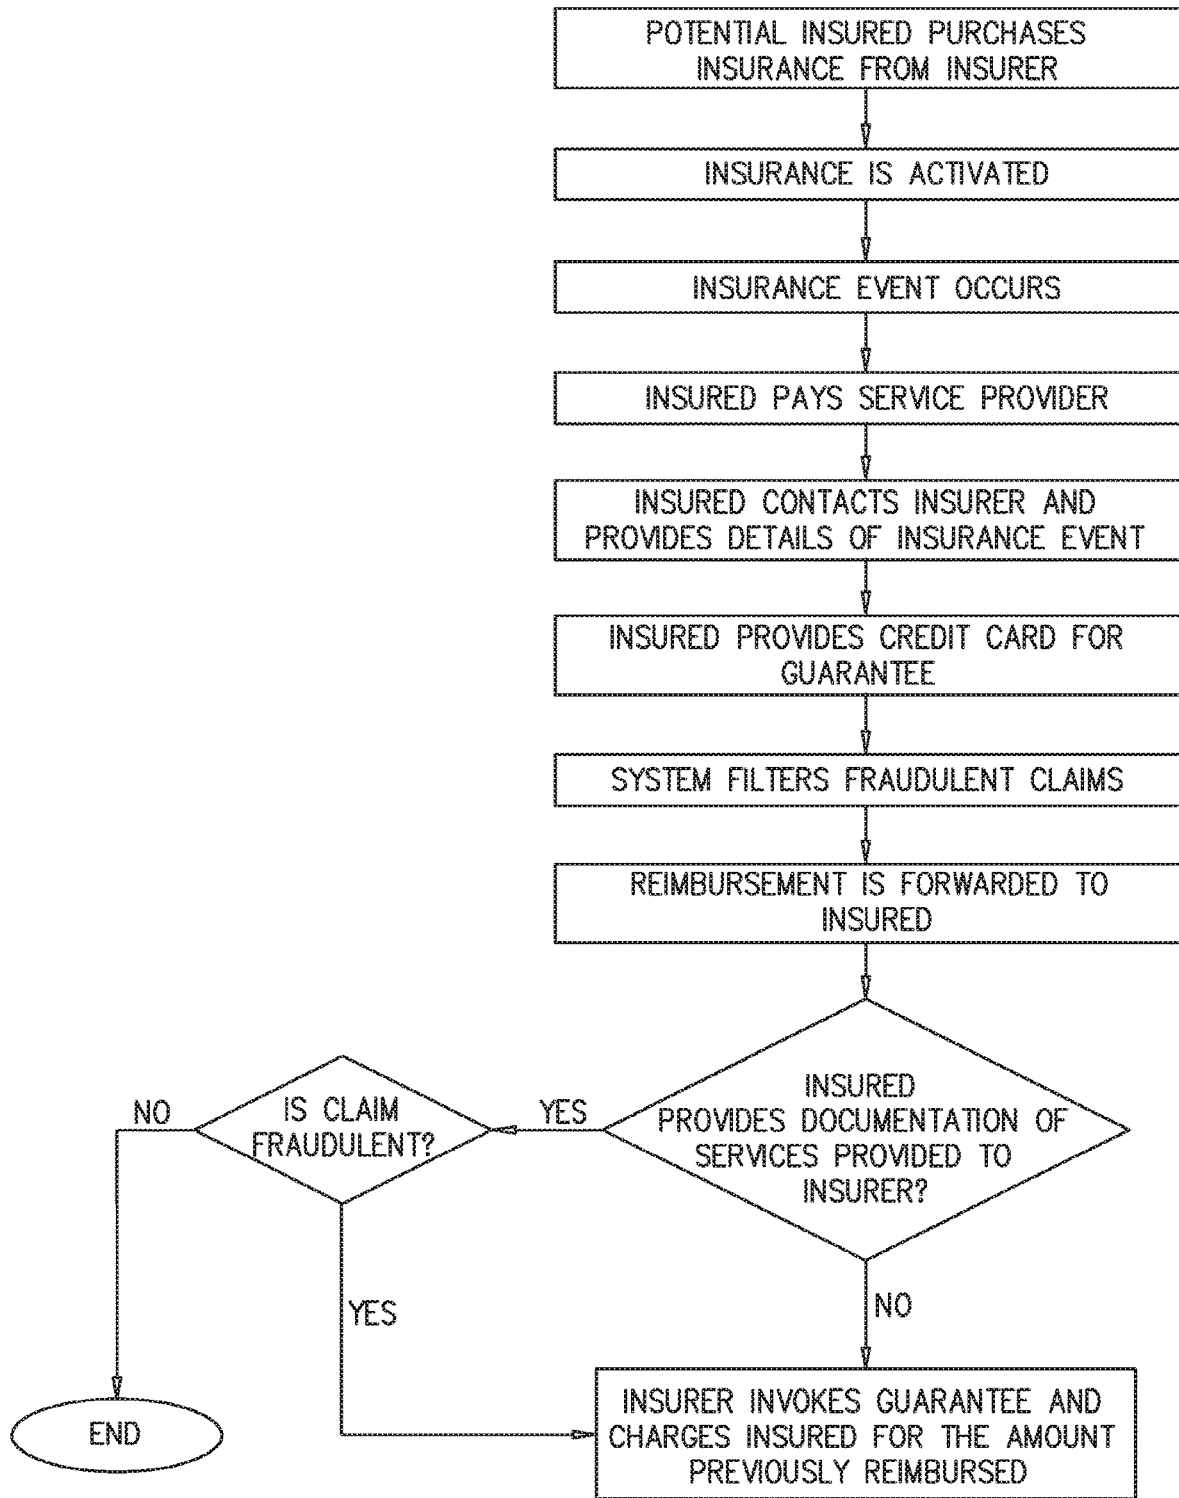 POTENTIAL INSURED PURCHASES
INSURANCE FROM INSURER
INSURANCE IS ACTIVATED
INSURANCE EVENT OCCURS
INSURED PAYS SERVICE PROVIDER
INSURED CONTACTS INSURER AND
PROVIDES DETAILS OF INSURANCE EVENT
INSURED PROVIDES CREDIT CARD FOR
GUARANTEE
SYSTEM FILTERS FRAUDULENT CLAIMS
REIMBURSEMENT IS FORWARDED TO
INSURED
INSURED
PROVIDES DOCUMENTATION OF
SERVICES PROVIDED TO
INSURER?
YES
IS CLAIM
FRAUDULENT?
NO
YES
NO
END
INSURER INVOKES GUARANTEE AND
CHARGES INSURED FOR THE AMOUNT
PREVIOUSLY REIMBURSED